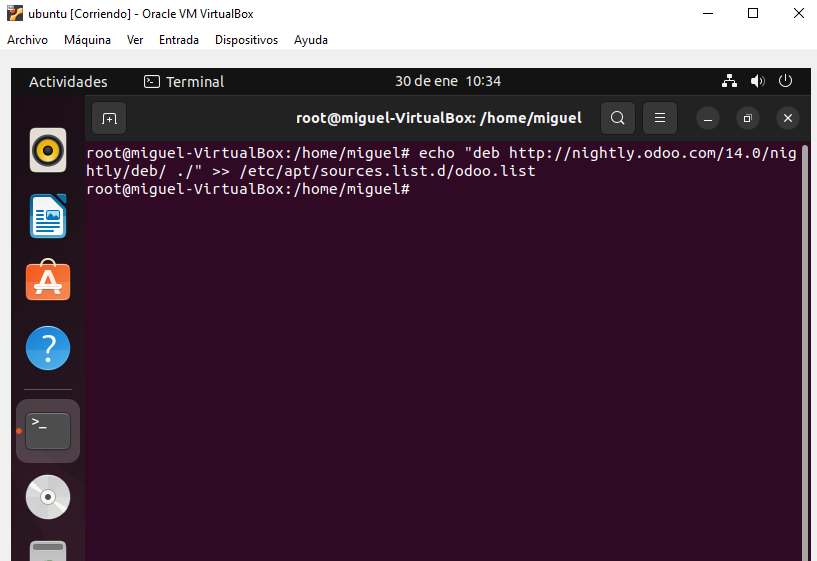 ubuntu [Corriendo] - Oracle VM VirtualBox
Archivo Máquina Ver Entrada Dispositivos Ayuda
Actividades Terminal 30 de ene 10:34
root@miguel-VirtualBox: /home/miguel
root@miguel-VirtualBox:/home/miguel# echo "deb http://nightly.odoo.com/14.0/nig
htly/deb/ ./" >> /etc/apt/sources.list.d/odoo.list
root@miguel-VirtualBox:/home/miguel#